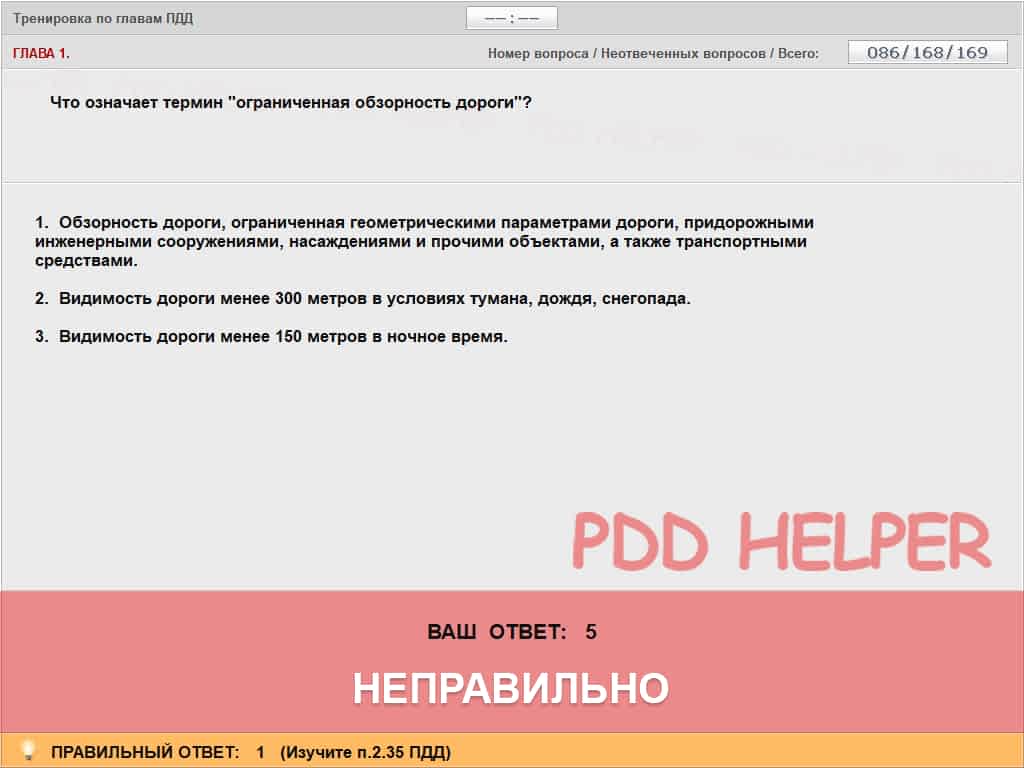 Тренировка по главам ПДД
––:––
ГЛАВА 1.
Номер вопроса / Неотвеченных вопросов / Всего:
086/168/169
Что означает термин "ограниченная обзорность дороги"?
1. Обзорность дороги, ограниченная геометрическими параметрами дороги, придорожными
инженерными сооружениями, насаждениями и прочими объектами, а также транспортными
средствами.
2. Видимость дороги менее 300 метров в условиях тумана, дождя, снегопада.
3. Видимость дороги менее 150 метров в ночное время.
PDD HELPER
ВАШ ОТВЕТ: 5
НЕПРАВИЛЬНО
ПРАВИЛЬНЫЙ ОТВЕТ: 1 (Изучите п.2.35 ПДД)